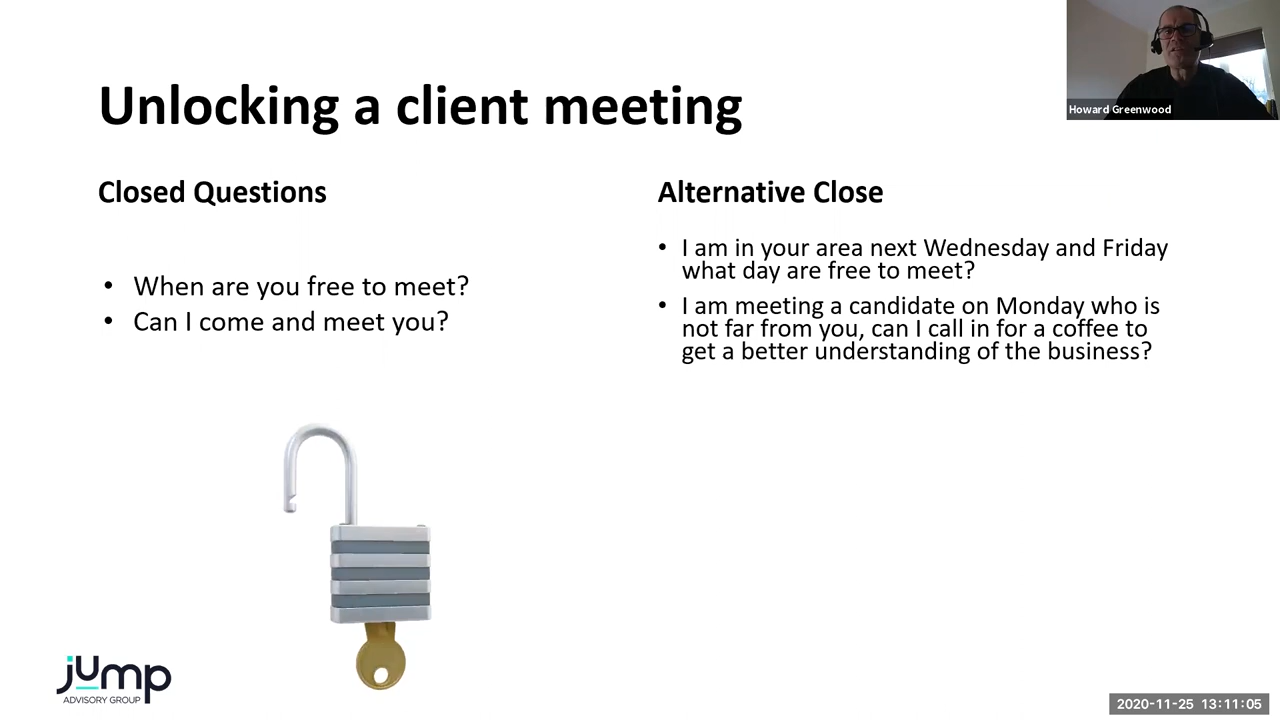 Howard Greenwood
Unlocking a client meeting
Closed Questions
• When are you free to meet?
• Can I come and meet you?
Alternative Close
• I am in your area next Wednesday and Friday
what day are free to meet?
• I am meeting a candidate on Monday who is
not far from you, can I call in for a coffee to
get a better understanding of the business?
jump
ADVISORY GROUP
2020-11-25 13:11:05